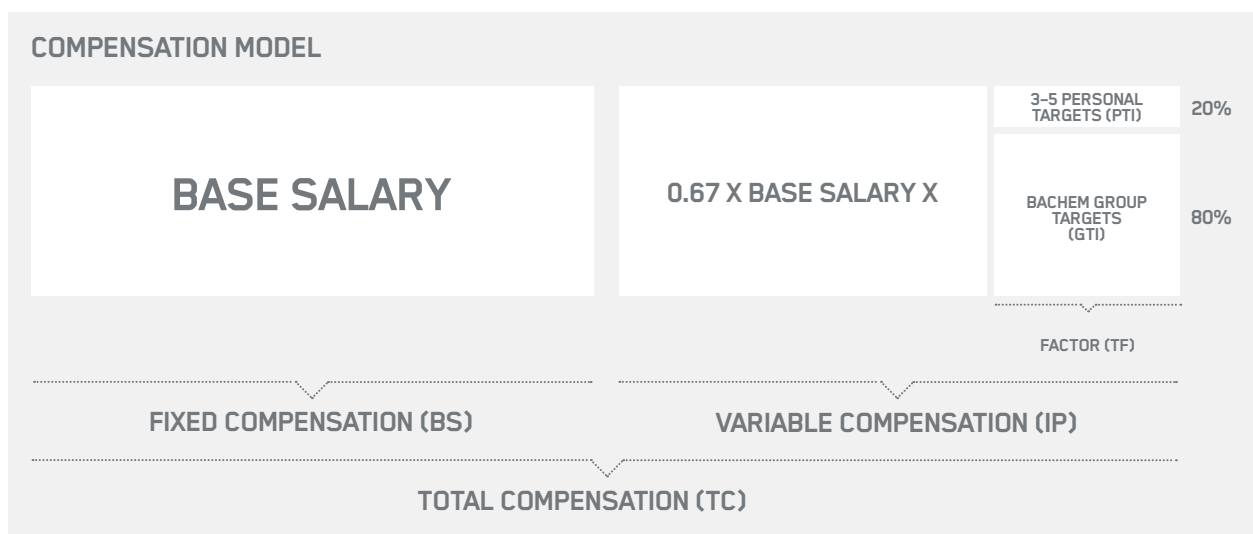 COMPENSATION MODEL
BASE SALARY
0.67 X BASE SALARY X
3–5 PERSONAL
TARGETS (PTI)
20%
BACHEM GROUP
TARGETS
(GTI)
80%
FACTOR (TF)
FIXED COMPENSATION (BS)
VARIABLE COMPENSATION (IP)
TOTAL COMPENSATION (TC)